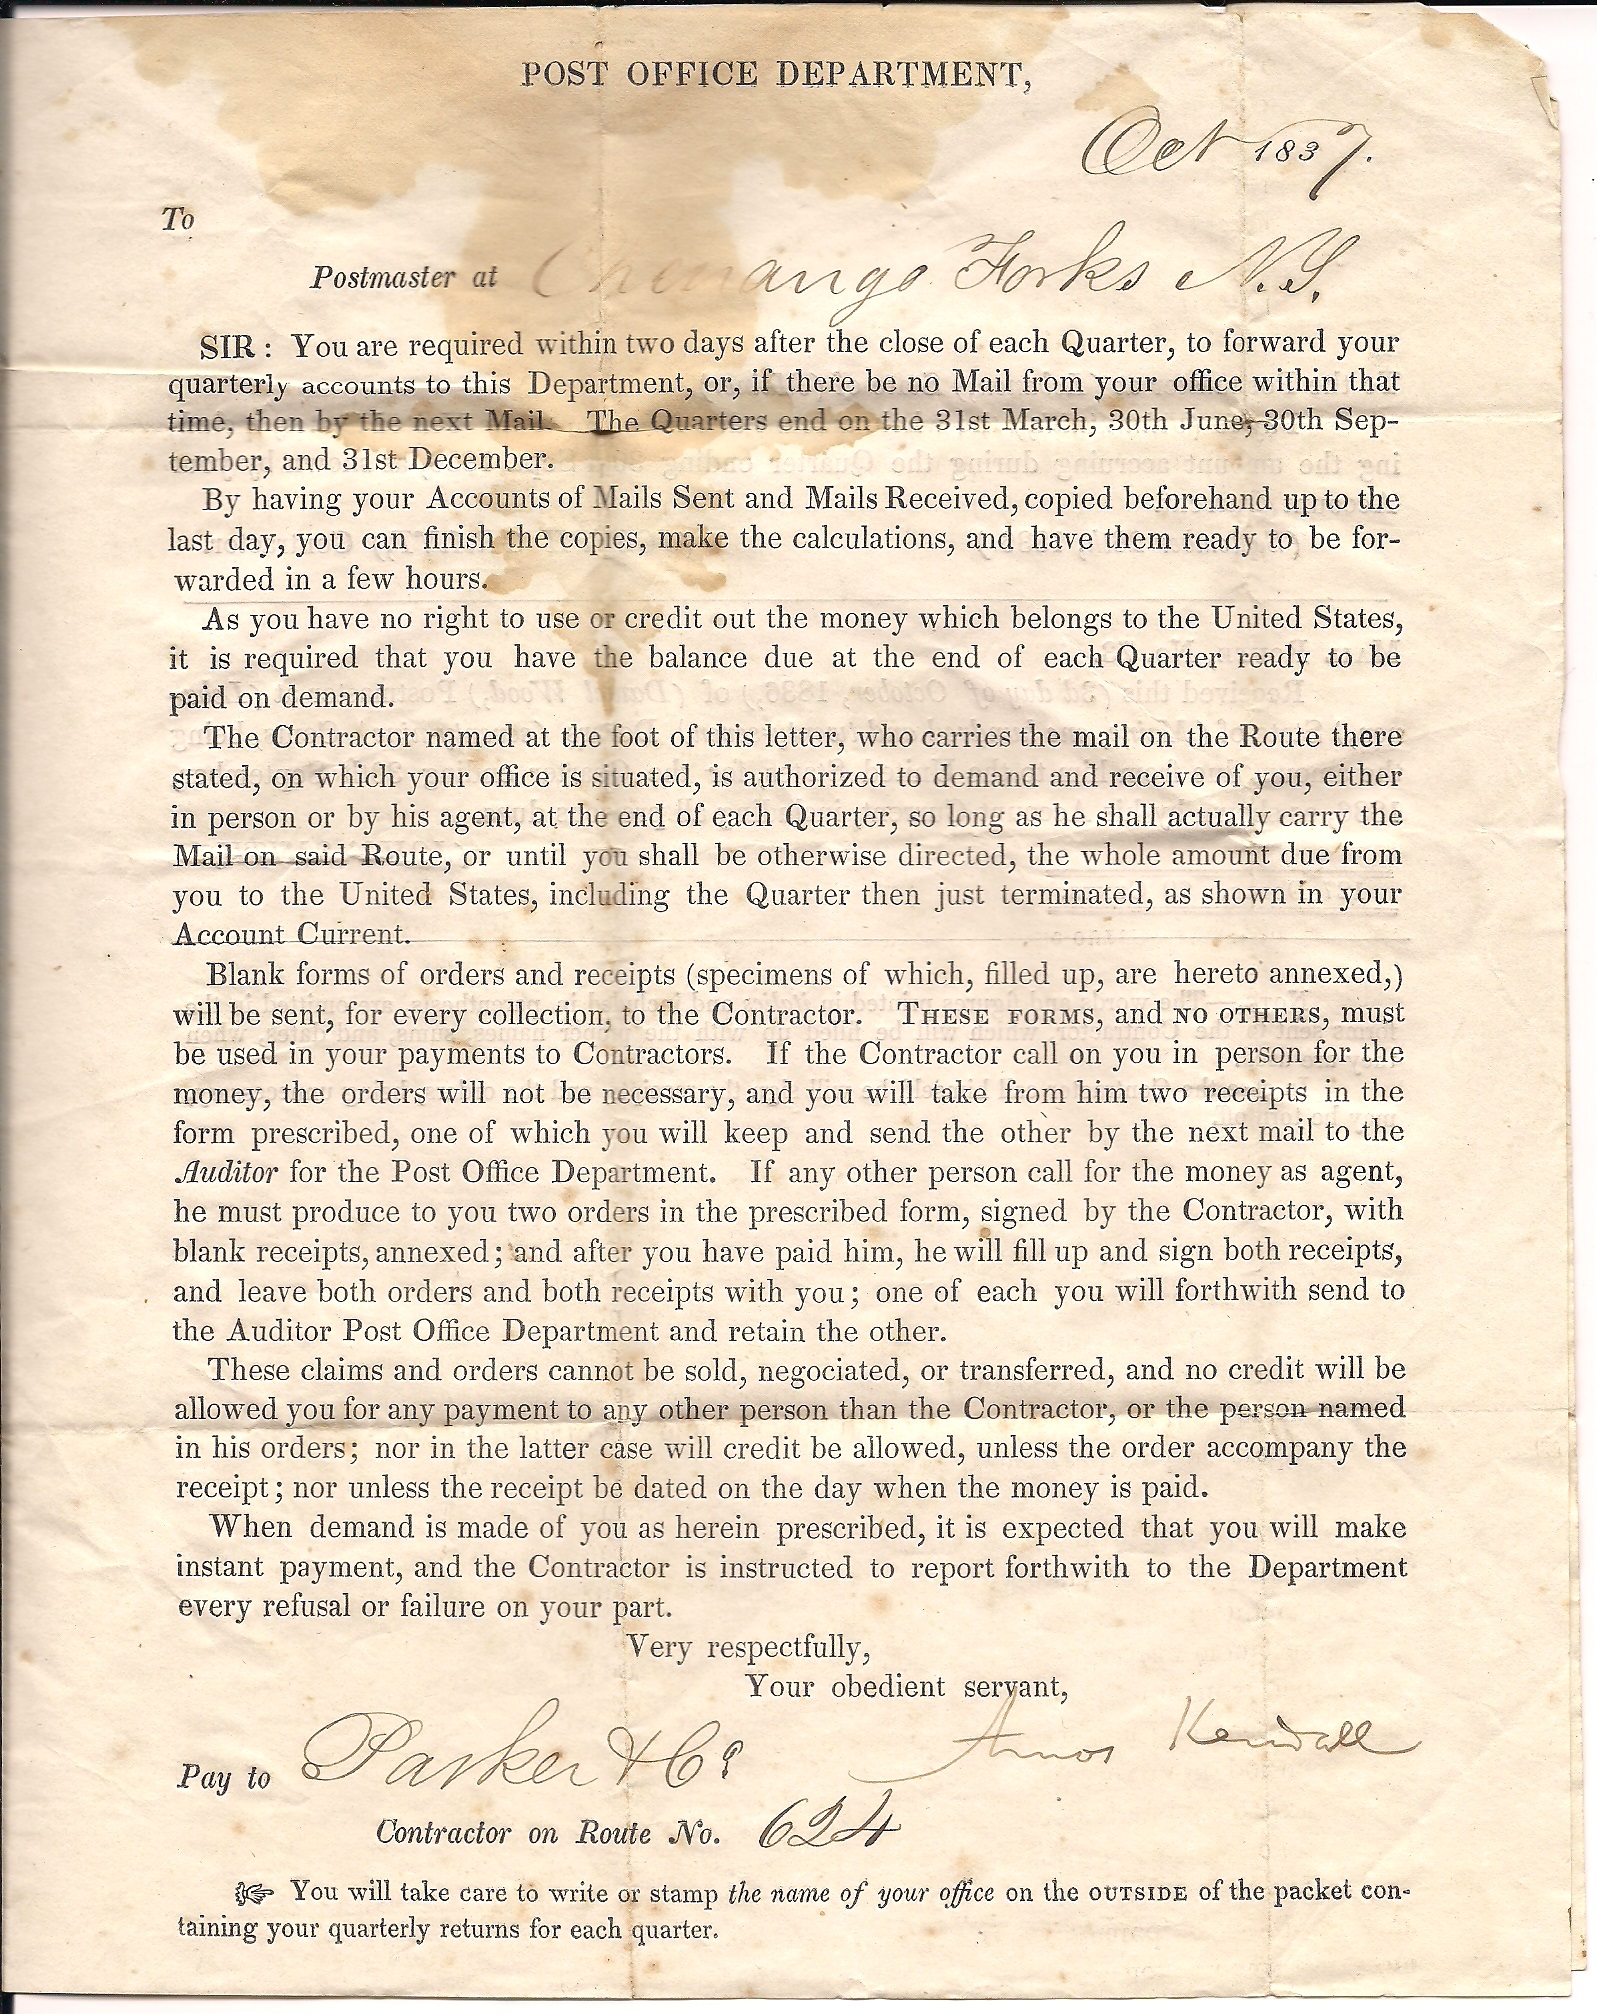 POST OFFICE DEPARTMENT,
Oct 1837.
To
Postmaster at Chenango Forks N.Y.
SIR: You are required within two days after the close of each Quarter, to forward your
quarterly accounts to this Department, or, if there be no Mail from your office within that
time, then by the next Mail. The Quarters end on the 31st March, 30th June, 30th Sep-
tember, and 31st December.
By having your Accounts of Mails Sent and Mails Received, copied beforehand up to the
last day, you can finish the copies, make the calculations, and have them ready to be for-
warded in a few hours.
As you have no right to use or credit out the money which belongs to the United States,
it is required that you have the balance due at the end of each Quarter ready to be
paid on demand.
The Contractor named at the foot of this letter, who carries the mail on the Route there
stated, on which your office is situated, is authorized to demand and receive of you, either
in person or by his agent, at the end of each Quarter, so long as he shall actually carry the
Mail on said Route, or until you shall be otherwise directed, the whole amount due from
you to the United States, including the Quarter then just terminated, as shown in your
Account Current.
Blank forms of orders and receipts (specimens of which, filled up, are hereto annexed,)
will be sent, for every collection, to the Contractor. THESE FORMS, and NO OTHERS, must
be used in your payments to Contractors. If the Contractor call on you in person for the
money, the orders will not be necessary, and you will take from him two receipts in the
form prescribed, one of which you will keep and send the other by the next mail to the
Auditor for the Post Office Department. If any other person call for the money as agent,
he must produce to you two orders in the prescribed form, signed by the Contractor, with
blank receipts, annexed; and after you have paid him, he will fill up and sign both receipts,
and leave both orders and both receipts with you; one of each you will forthwith send to
the Auditor Post Office Department and retain the other.
These claims and orders cannot be sold, negociated, or transferred, and no credit will be
allowed you for any payment to any other person than the Contractor, or the person named
in his orders; nor in the latter case will credit be allowed, unless the order accompany the
receipt; nor unless the receipt be dated on the day when the money is paid.
When demand is made of you as herein prescribed, it is expected that you will make
instant payment, and the Contractor is instructed to report forthwith to the Department
every refusal or failure on your part.
Very respectfully,
Your obedient servant,
Amos Kendall
Pay to Parker & Co
Contractor on Route No. 624
☞ You will take care to write or stamp the name of your office on the OUTSIDE of the packet con-
taining your quarterly returns for each quarter.